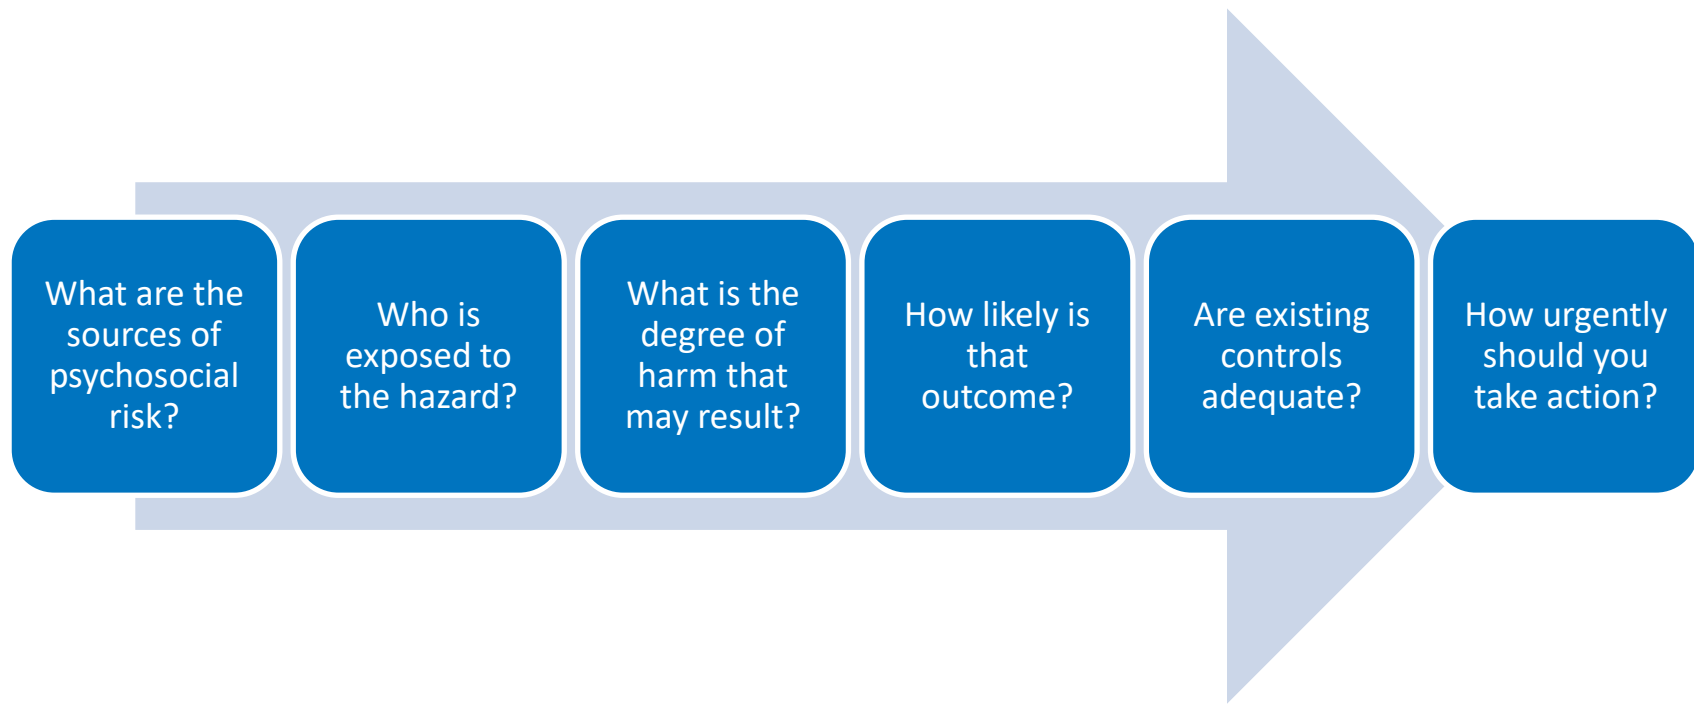 What are the
sources of
psychosocial
risk?
Who is
exposed to
the hazard?
What is the
degree of
harm that
may result?
How likely is
that
outcome?
Are existing
controls
adequate?
How urgently
should you
take action?